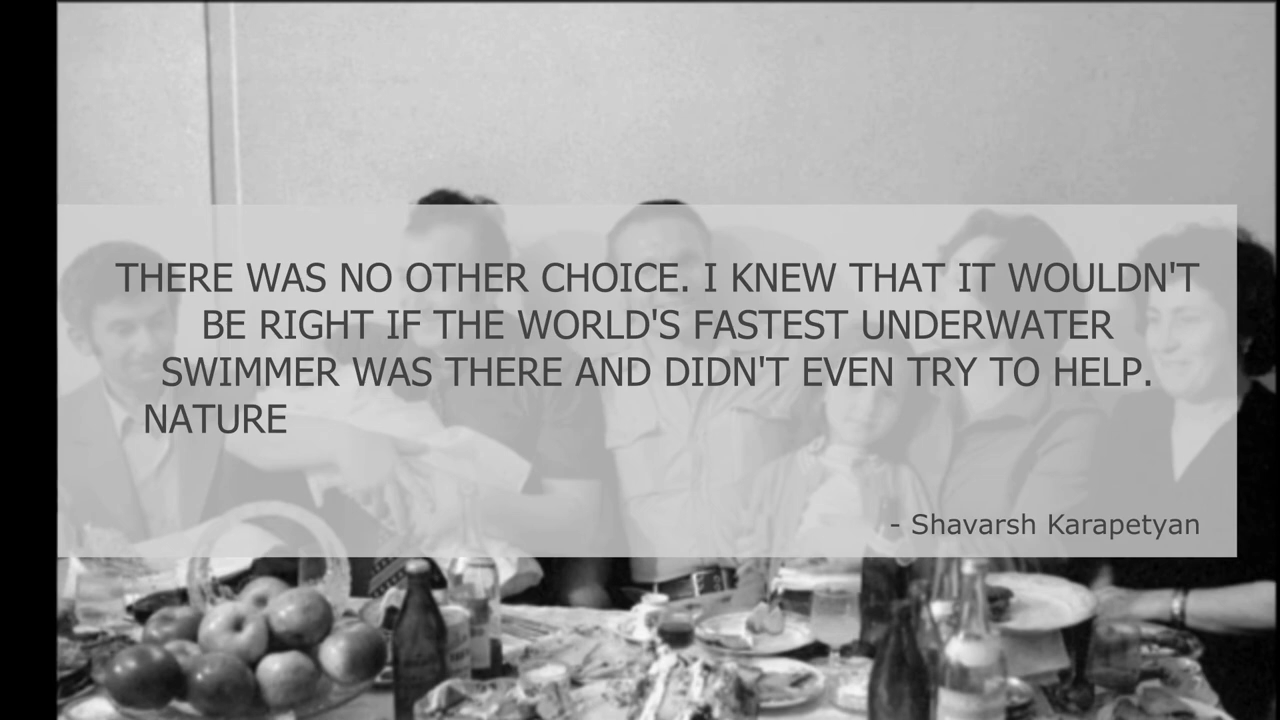 THERE WAS NO OTHER CHOICE. I KNEW THAT IT WOULDN'T
BE RIGHT IF THE WORLD'S FASTEST UNDERWATER
SWIMMER WAS THERE AND DIDN'T EVEN TRY TO HELP.
NATURE
- Shavarsh Karapetyan